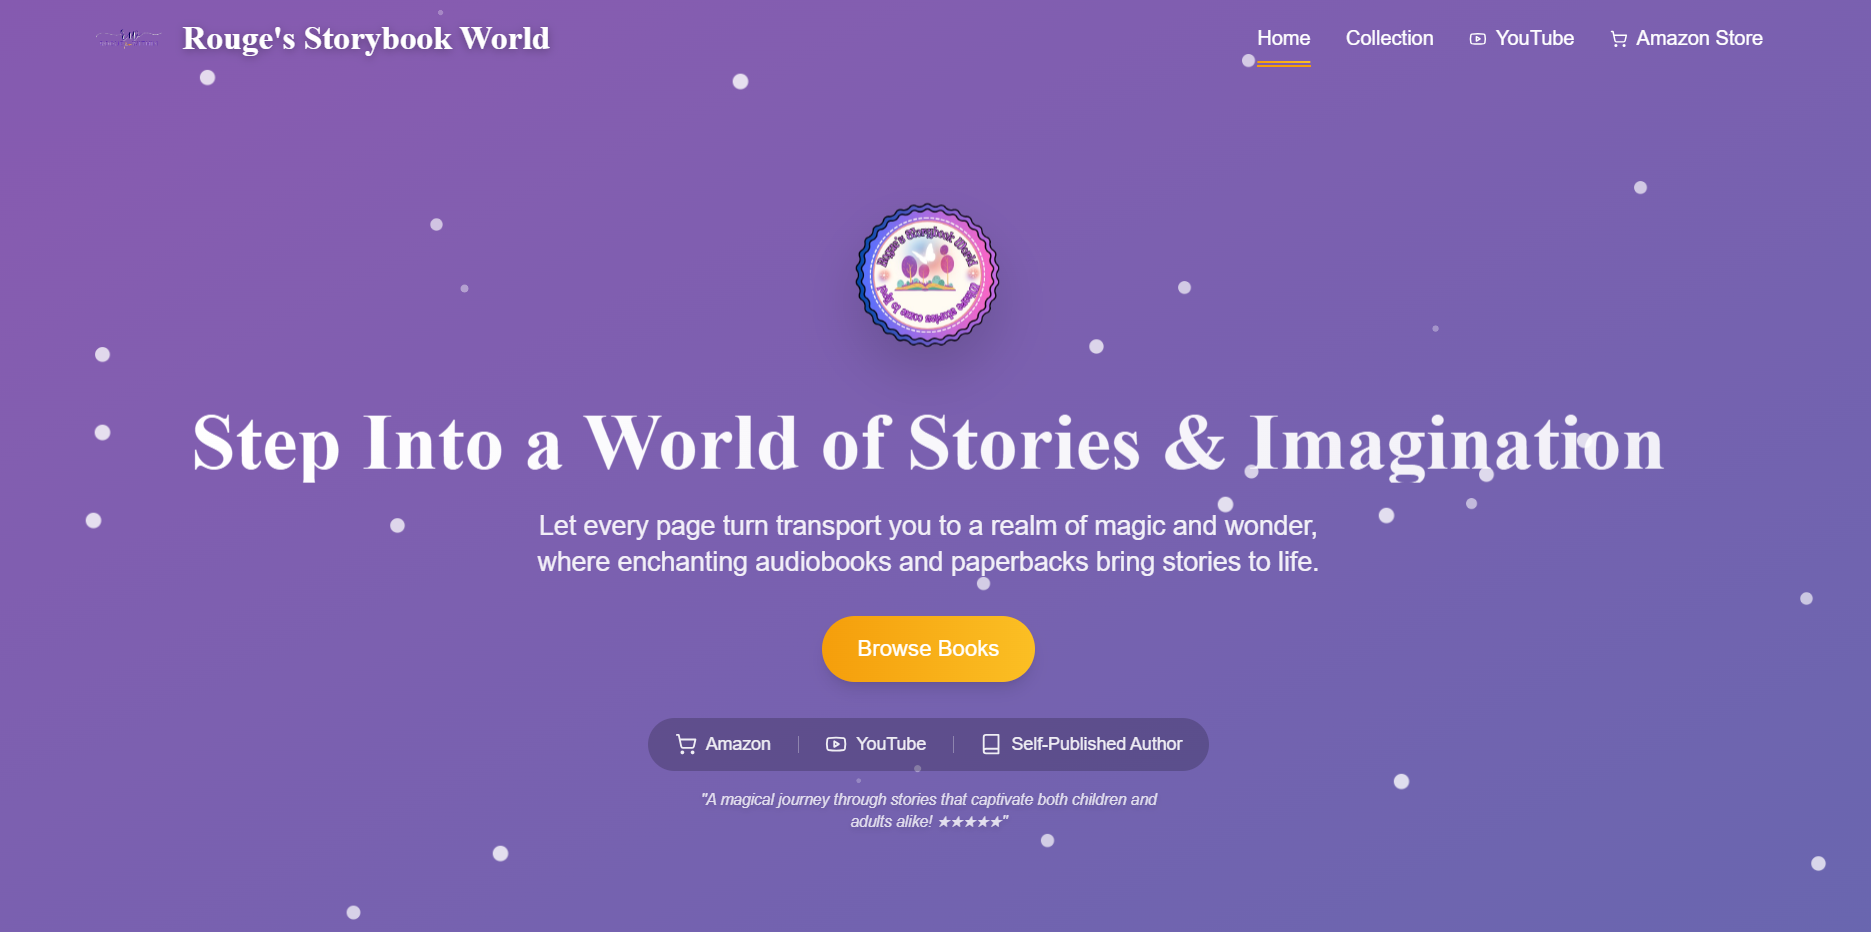 Rouge's Storybook World
Home
Collection
YouTube
Amazon Store
Rogue's Storybook World
Where stories come to life!
Step Into a World of Stories & Imagination
Let every page turn transport you to a realm of magic and wonder,
where enchanting audiobooks and paperbacks bring stories to life.
Browse Books
Amazon
YouTube
Self-Published Author
"A magical journey through stories that captivate both children and
adults alike! ★★★★★"